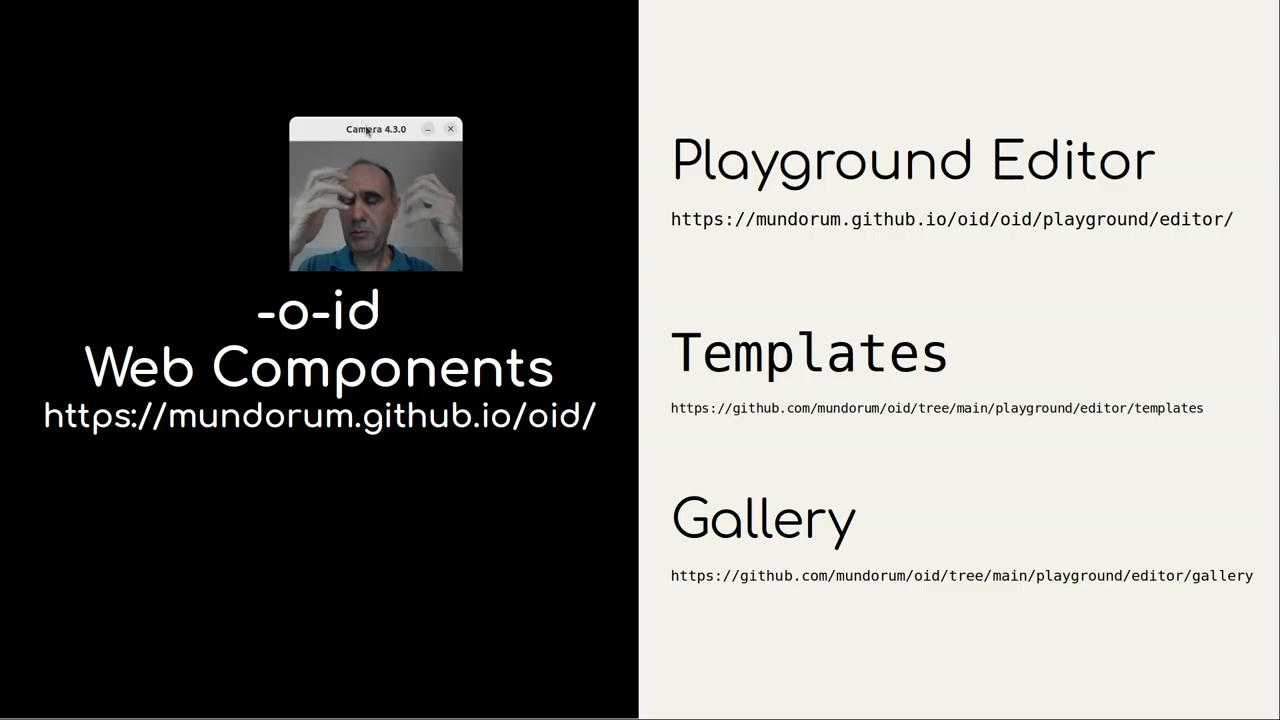 Camera 4.3.0
-o-id
Web Components
https://mundorum.github.io/oid/
Playground Editor
https://mundorum.github.io/oid/oid/playground/editor/
Templates
https://github.com/mundorum/oid/tree/main/playground/editor/templates
Gallery
https://github.com/mundorum/oid/tree/main/playground/editor/gallery